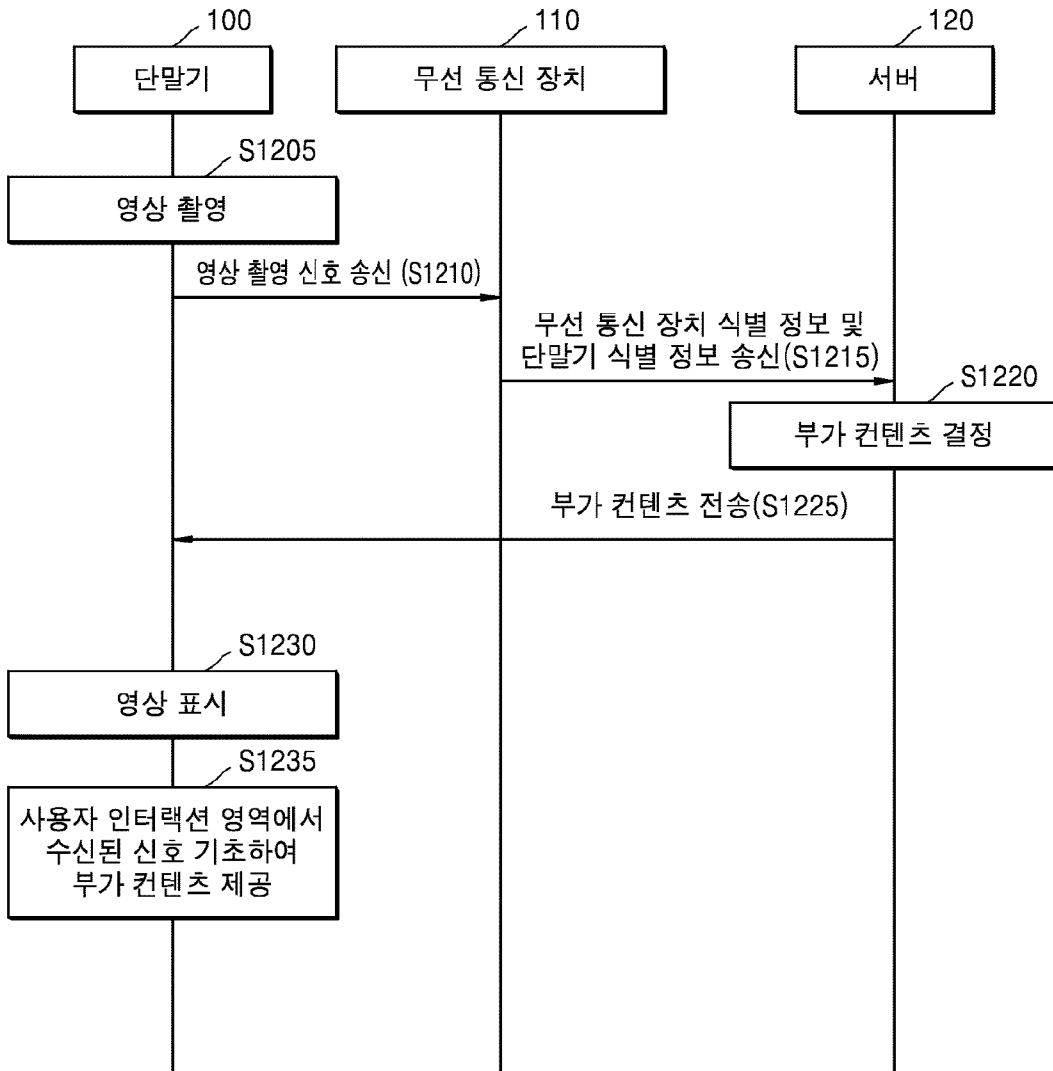 100
110
120
단말기
무선 통신 장치
서버
S1205
영상 촬영
영상 촬영 신호 송신 (S1210)
무선 통신 장치 식별 정보 및
단말기 식별 정보 송신(S1215)
S1220
부가 컨텐츠 결정
부가 컨텐츠 전송(S1225)
S1230
영상 표시
S1235
사용자 인터랙션 영역에서
수신된 신호 기초하여
부가 컨텐츠 제공